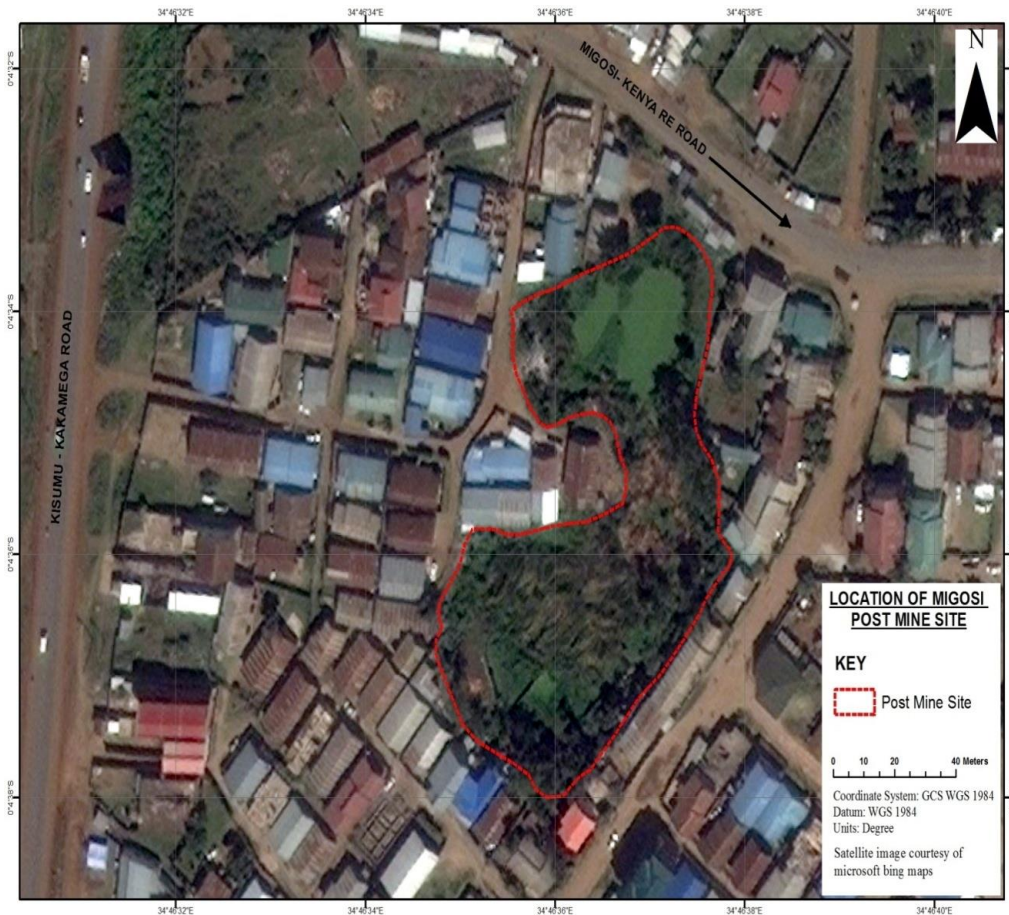 34°46'32"E 34°46'34"E 34°46'36"E 34°46'38"E 34°46'40"E
0°4'32"S
0°4'34"S
0°4'36"S
0°4'38"S
N
MIGOSI- KENYA RE ROAD
KISUMU - KAKAMEGA ROAD
LOCATION OF MIGOSI
POST MINE SITE
KEY
Post Mine Site
0 10 20 40 Meters
Coordinate System: GCS WGS 1984
Datum: WGS 1984
Units: Degree
Satellite image courtesy of
microsoft bing maps
34°46'32"E 34°46'34"E 34°46'36"E 34°46'38"E 34°46'40"E